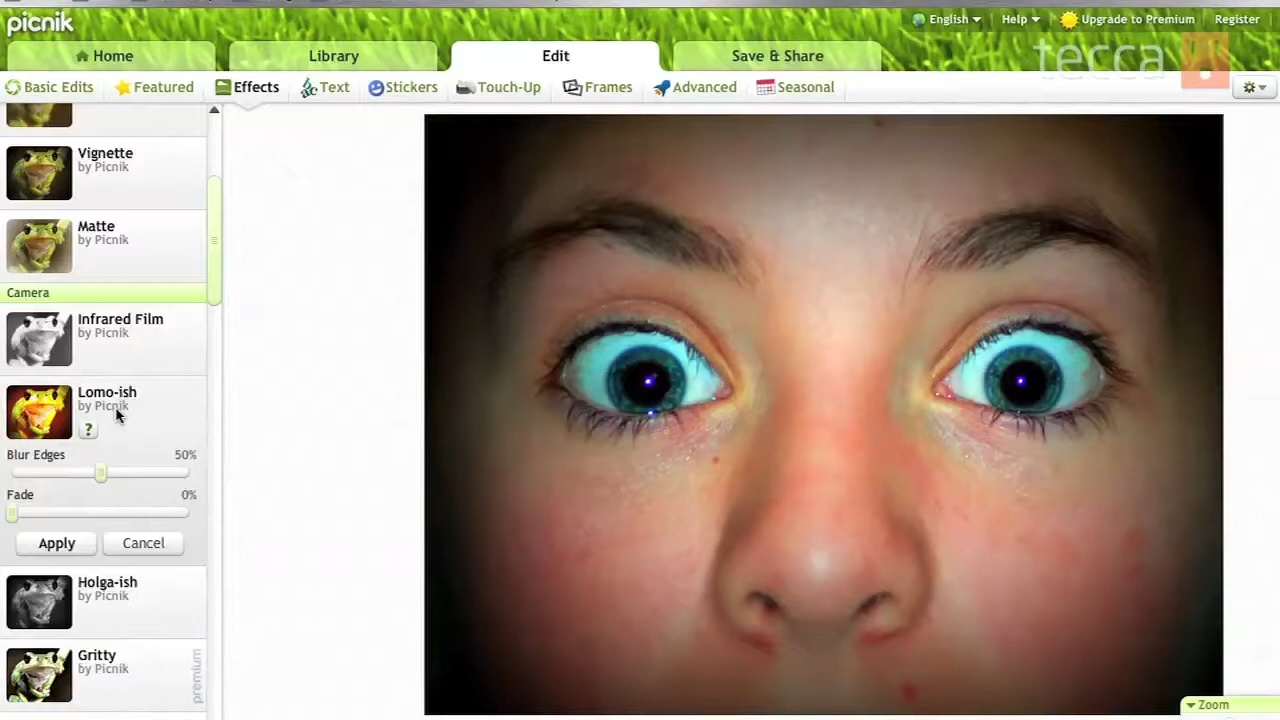 picnik
English
Help
Upgrade to Premium
Register
Home
Library
Edit
Save & Share
tecca
Basic Edits
Featured
Effects
Text
Stickers
Touch-Up
Frames
Advanced
Seasonal
Vignette
by Picnik
Matte
by Picnik
Camera
Infrared Film
by Picnik
Lomo-ish
by Picnik
?
Blur Edges 50%
Fade 0%
Apply Cancel
Holga-ish
by Picnik
Gritty
by Picnik
premium
Zoom